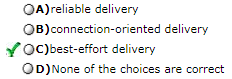 A)reliable delivery
B)connection-oriented delivery
C)best-effort delivery
D)None of the choices are correct